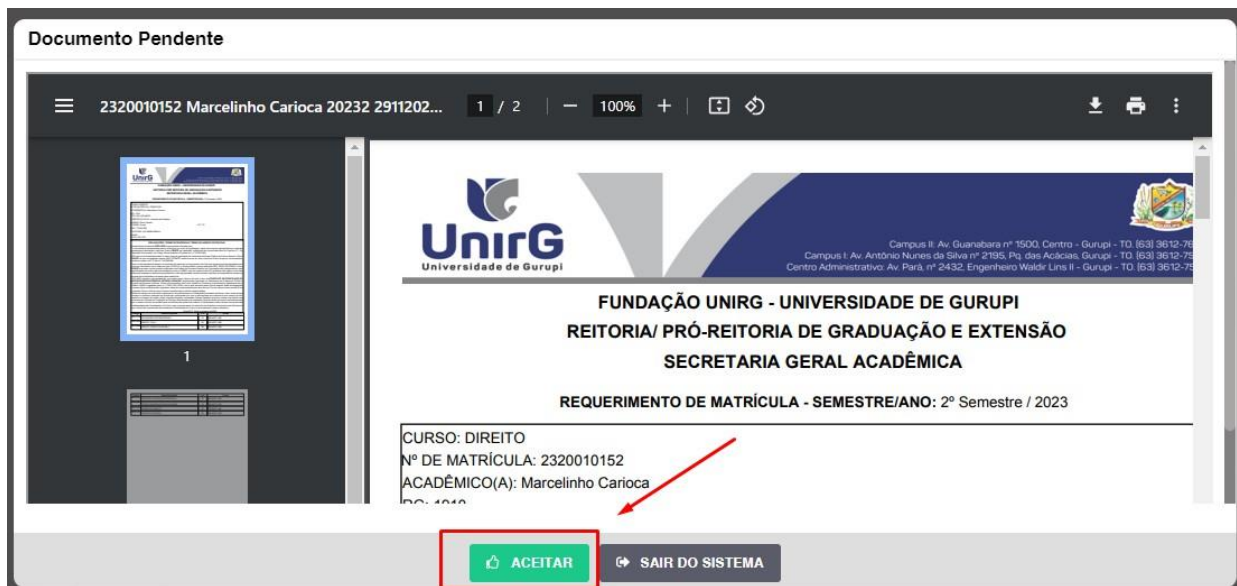 Documento Pendente
2320010152 Marcelinho Carioca 20232 2911202... 1 / 2 | − 100% + |
UnirG
1
UnirG
Universidade de Gurupi
Campus II: Av. Guanabara nº 1500, Centro - Gurupi - TO. (63) 3612-76
Campus I: Av. Antônio Nunes da Silva nº 2195, Pq. das Acácias, Gurupi - TO. (63) 3612-75
Centro Administrativo: Av. Pará, nº 2432, Engenheiro Waldir Lins II - Gurupi - TO. (63) 3612-75
FUNDAÇÃO UNIRG - UNIVERSIDADE DE GURUPI
REITORIA/ PRÓ-REITORIA DE GRADUAÇÃO E EXTENSÃO
SECRETARIA GERAL ACADÊMICA
REQUERIMENTO DE MATRÍCULA - SEMESTRE/ANO: 2º Semestre / 2023
CURSO: DIREITO
Nº DE MATRÍCULA: 2320010152
ACADÊMICO(A): Marcelinho Carioca
ACEITAR
SAIR DO SISTEMA